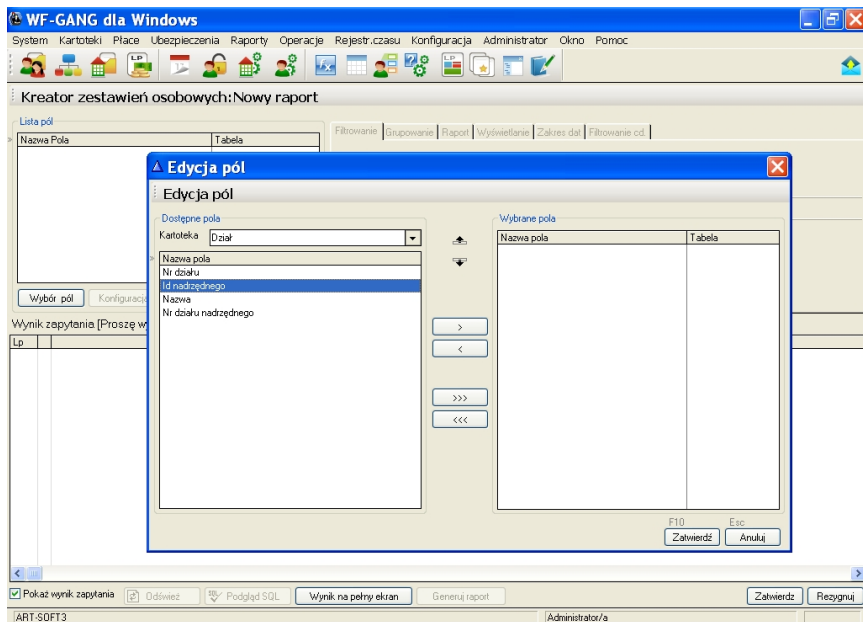 WF-GANG dla Windows
System Kartoteki Płace Ubezpieczenia Raporty Operacje Rejestr.czasu Konfiguracja Administrator Okno Pomoc
Kreator zestawień osobowych:Nowy raport
Lista pól
Filtrowanie Grupowanie Raport Wyświetlanie Zakres dat Filtrowanie cd.
Nazwa Pola Tabela
Edycja pól
Edycja pól
Dostępne pola Wybrane pola
Kartoteka Dział
Nazwa pola Tabela
Nazwa pola
Nr działu
Id nadrzędnego
Nazwa
Nr działu nadrzędnego
Wybór pól Konfiguracj
Wynik zapytania [Proszę w
Lp
>
<
>>>
<<<
F10 Esc
Zatwierdź Anuluj
Pokaż wynik zapytania Odśwież Podgląd SQL Wynik na pełny ekran Generuj raport Zatwierdz Rezygnuj
ART-SOFT3 Administrator/a